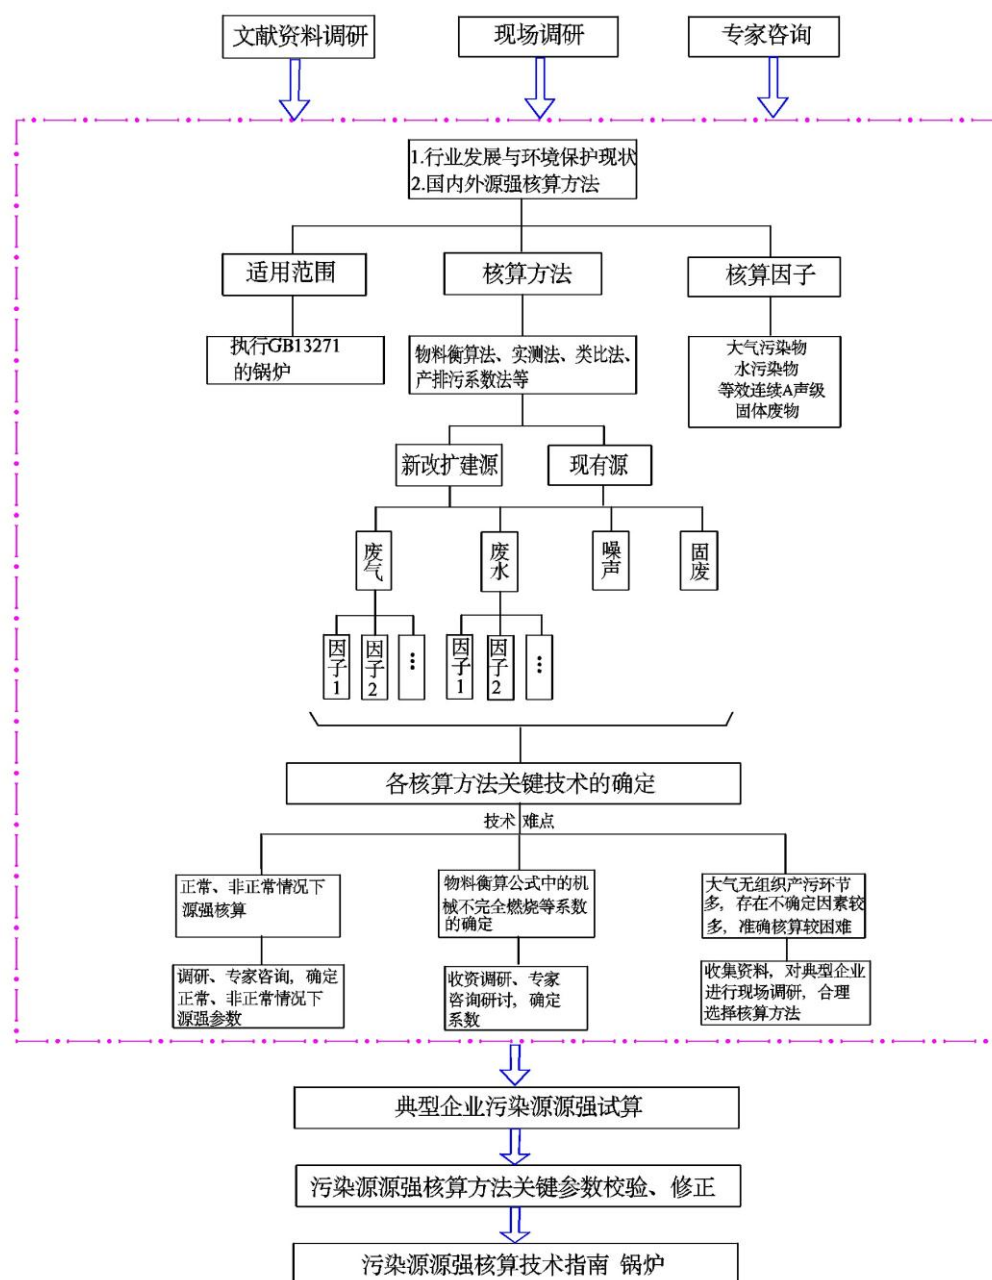 文献资料调研
现场调研
专家咨询
1.行业发展与环境保护现状
2.国内外源强核算方法
适用范围
核算方法
核算因子
执行GB13271
的锅炉
物料衡算法、实测法、类比法、
产排污系数法等
大气污染物
水污染物
等效连续A声级
固体废物
新改扩建源
现有源
废气
废水
噪声
固废
因子1
因子2
...
因子1
因子2
...
各核算方法关键技术的确定
技术 难点
正常、非正常情况下
源强核算
物料衡算公式中的机
械不完全燃烧等系数
的确定
大气无组织产污环节
多，存在不确定因素较
多，准确核算较困难
调研、专家咨询，确定
正常、非正常情况下
源强参数
收资调研、专家
咨询研讨，确定
系数
收集资料，对典型企业
进行现场调研，合理
选择核算方法
典型企业污染源源强试算
污染源源强核算方法关键参数校验、修正
污染源源强核算技术指南 锅炉